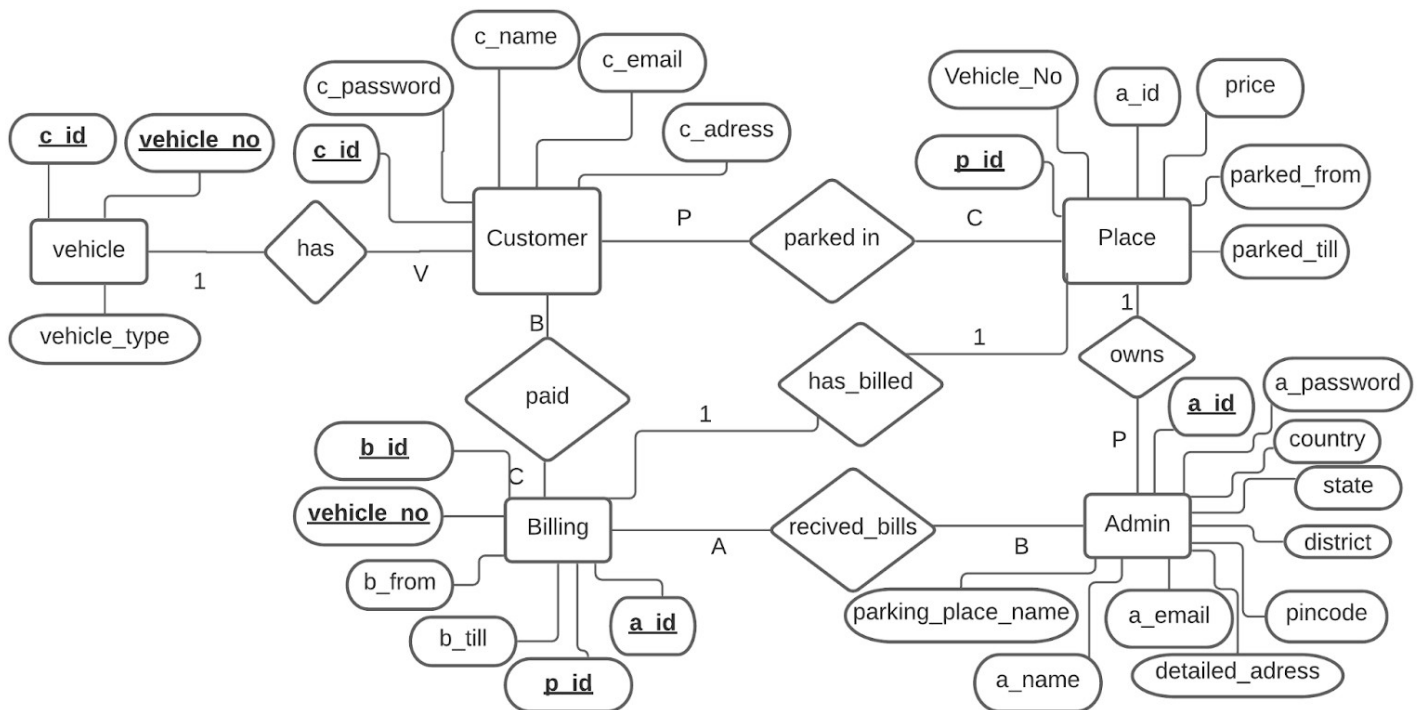 c_name
c_email
c_password
c_adress
c_id
vehicle_no
c_id
Vehicle_No
a_id
price
p_id
parked_from
parked_till
vehicle
has
1
V
Customer
P
parked in
C
Place
vehicle_type
B
paid
C
has_billed
1
1
1
owns
P
a_id
a_password
country
state
district
pincode
b_id
vehicle_no
b_from
b_till
p_id
a_id
Billing
A
recived_bills
B
Admin
parking_place_name
a_name
a_email
detailed_adress